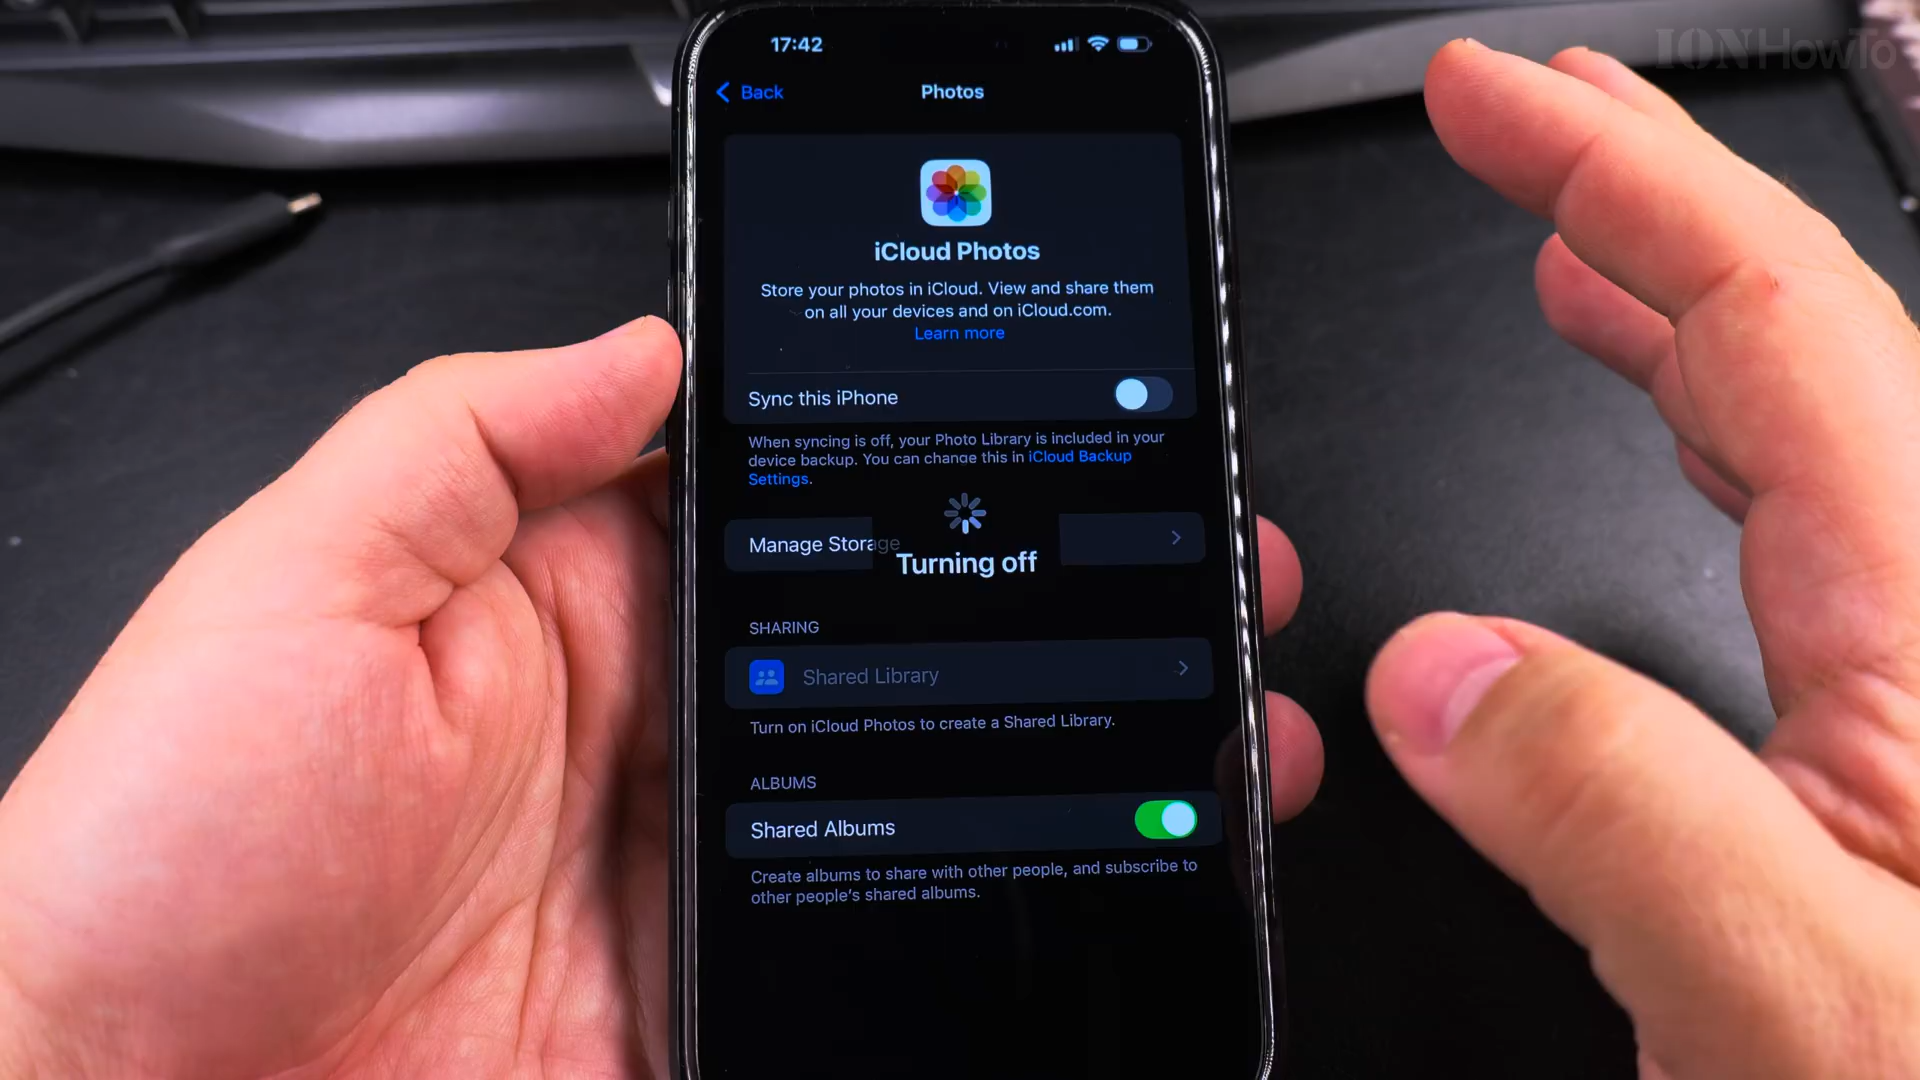 IONHowTo
17:42
Back
Photos
iCloud Photos
Store your photos in iCloud. View and share them
on all your devices and on iCloud.com.
Learn more
Sync this iPhone
When syncing is off, your Photo Library is included in your
device backup. You can change this in iCloud Backup
Settings.
Manage Storage
Turning off
SHARING
Shared Library
Turn on iCloud Photos to create a Shared Library.
ALBUMS
Shared Albums
Create albums to share with other people, and subscribe to
other people's shared albums.